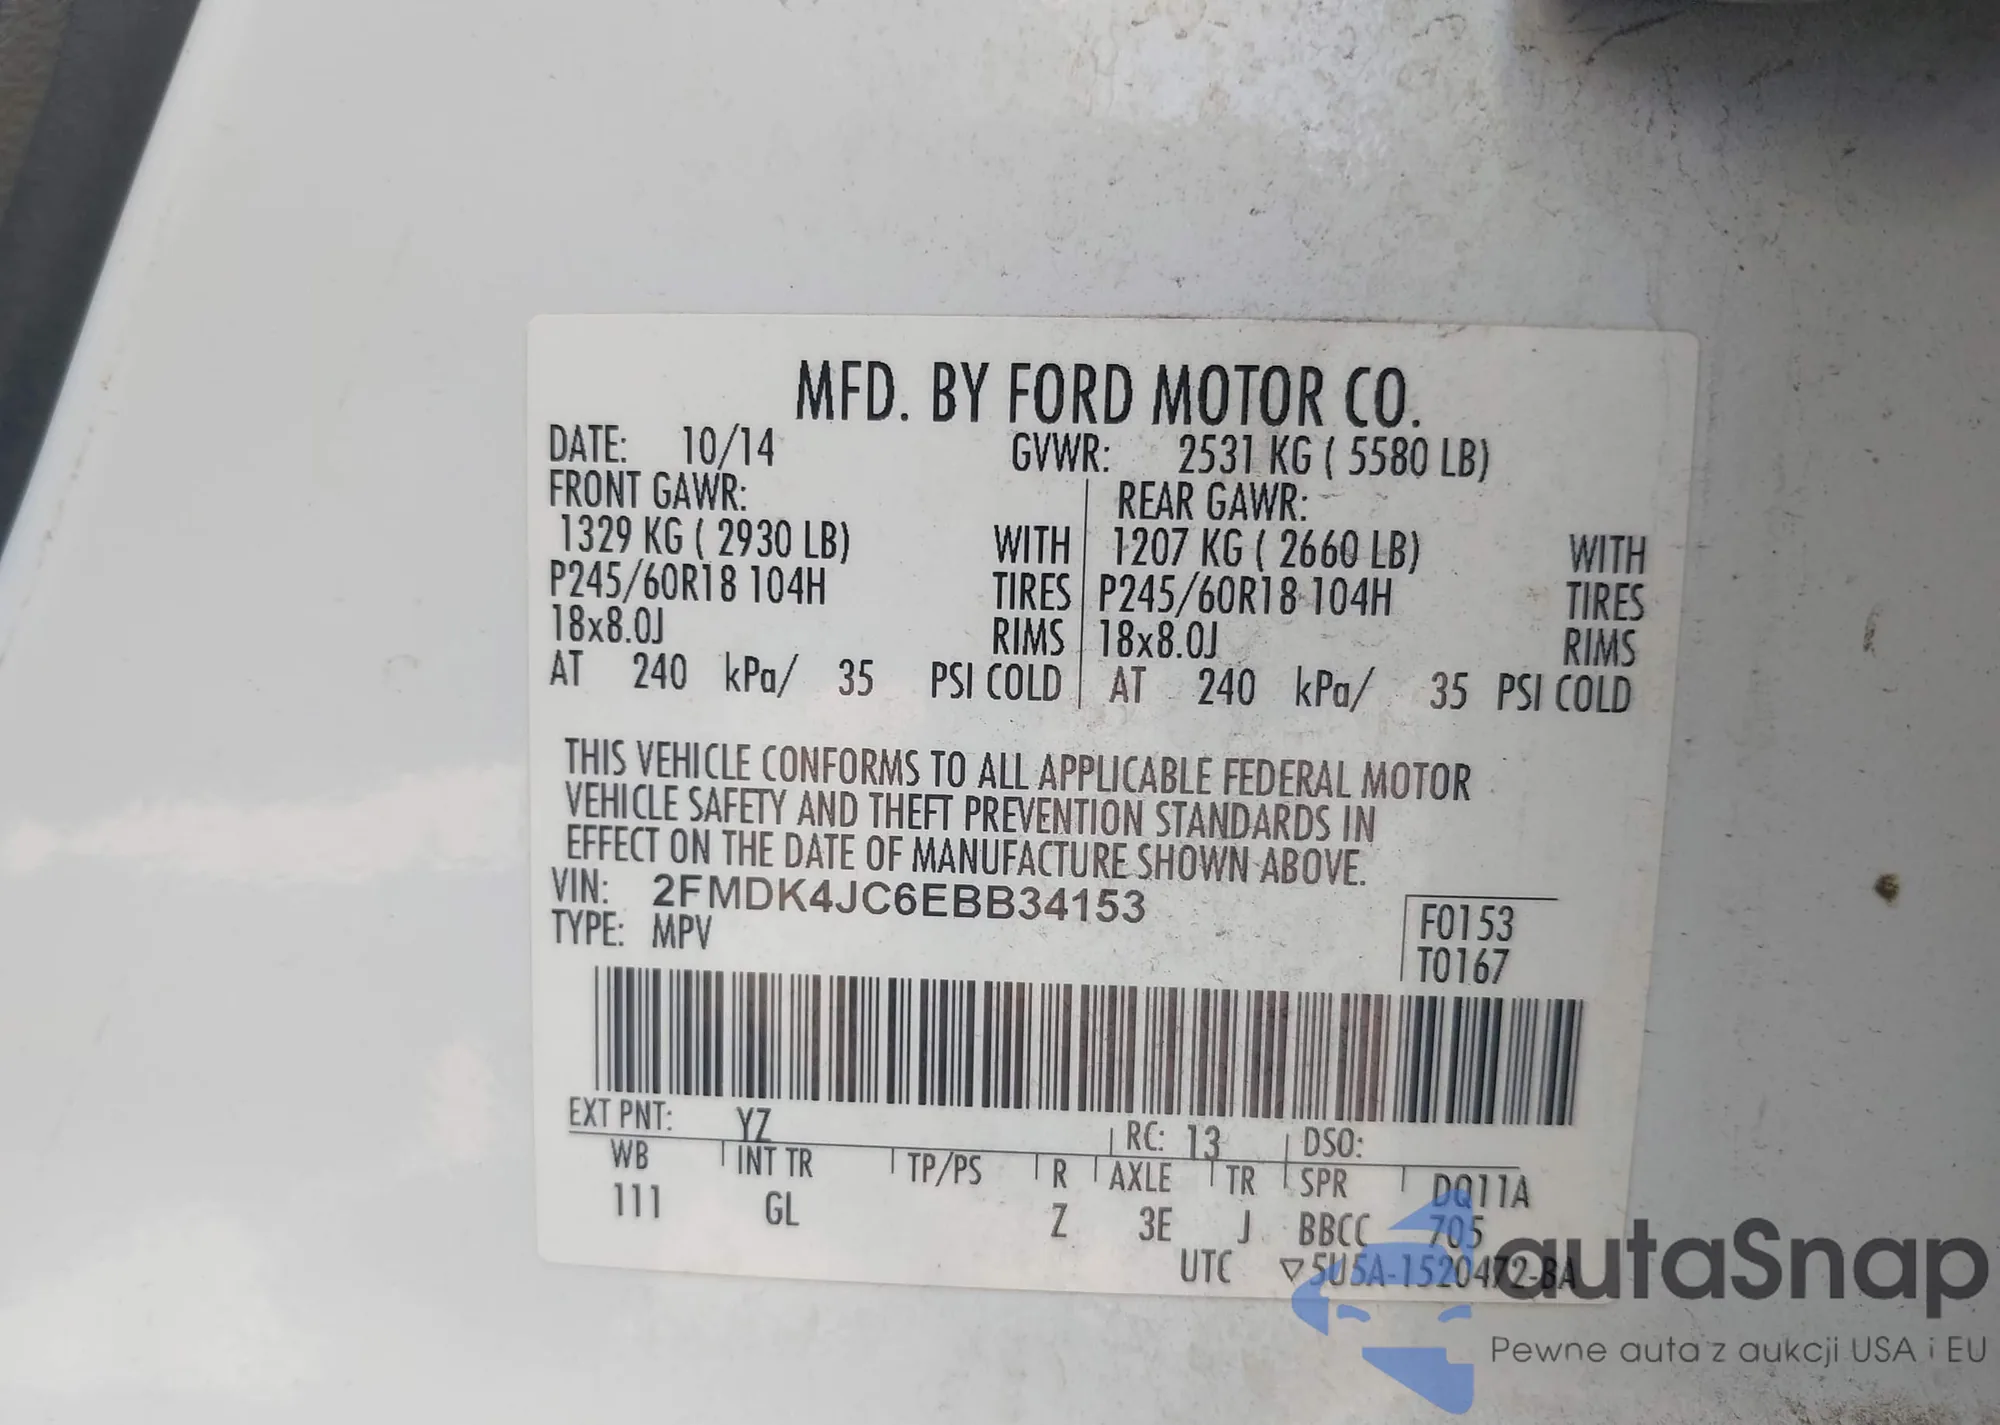 MFD. BY FORD MOTOR CO.
DATE: 10/14 GVWR: 2531 KG ( 5580 LB)
FRONT GAWR: REAR GAWR:
1329 KG ( 2930 LB) WITH 1207 KG ( 2660 LB) WITH
P245/60R18 104H TIRES P245/60R18 104H TIRES
18x8.0J RIMS 18x8.0J RIMS
AT 240 kPa/ 35 PSI COLD AT 240 kPa/ 35 PSI COLD
THIS VEHICLE CONFORMS TO ALL APPLICABLE FEDERAL MOTOR
VEHICLE SAFETY AND THEFT PREVENTION STANDARDS IN
EFFECT ON THE DATE OF MANUFACTURE SHOWN ABOVE.
VIN: 2FMDK4JC6EBB34153
TYPE: MPV
F0153
T0167
EXT PNT: YZ RC: 13 DSO:
WB INT TR TP/PS R AXLE TR SPR DQ11A
111 GL Z 3E J BBCC 705
UTC ▽5U5A-1520472-BA
autaSnap
Pewne auta z aukcji USA i EU